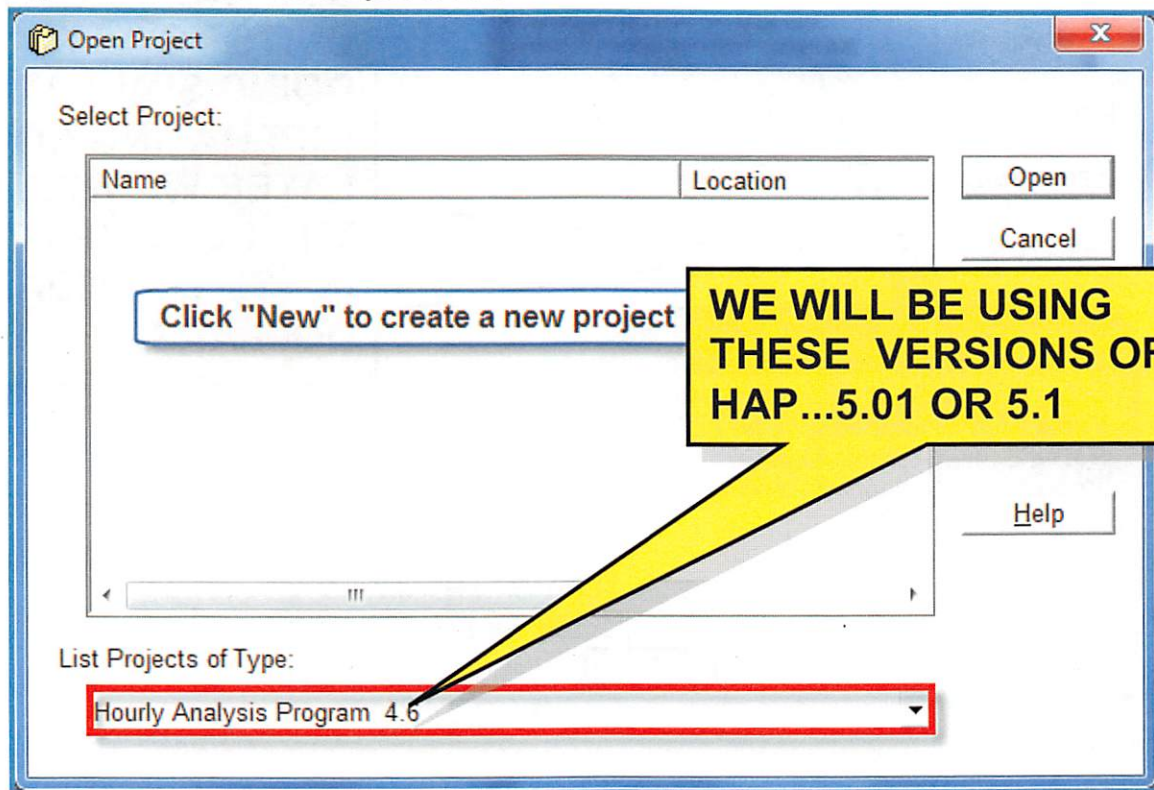 Open Project
x
Select Project:
Name
Location
Open
Cancel
Click "New" to create a new project
WE WILL BE USING
THESE VERSIONS OF
HAP...5.01 OR 5.1
Help
List Projects of Type:
Hourly Analysis Program 4.6